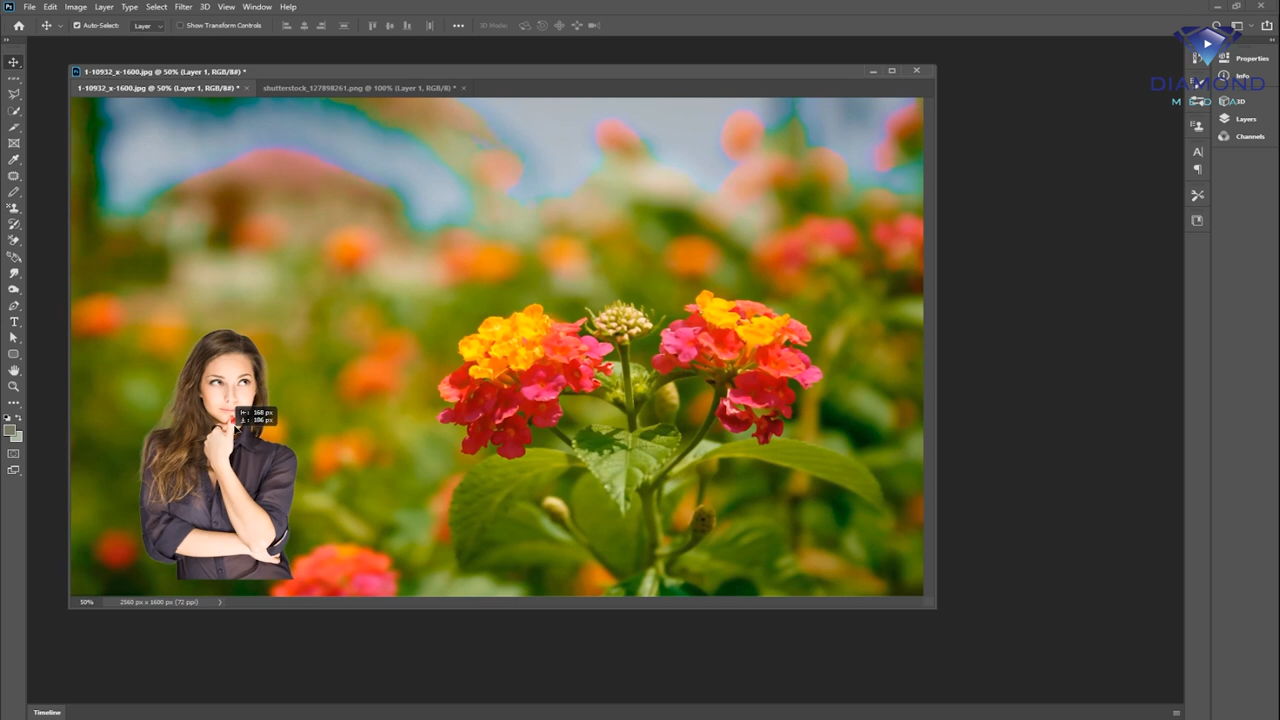 Ps File Edit Image Layer Type Select Filter 3D View Window Help
Auto-Select: Layer Show Transform Controls 3D Mode:
1-10932_x-1600.jpg @ 50% (Layer 1, RGB/8#) *
1-10932_x-1600.jpg @ 50% (Layer 1, RGB/8#) * × shutterstock_127898261.png @ 100% (Layer 1, RGB/8) * ×
Properties
Info
DIAMOND
MEDIA
3D
Layers
Channels
168 px
186 px
50% 2560 px x 1600 px (72 ppi)
Timeline